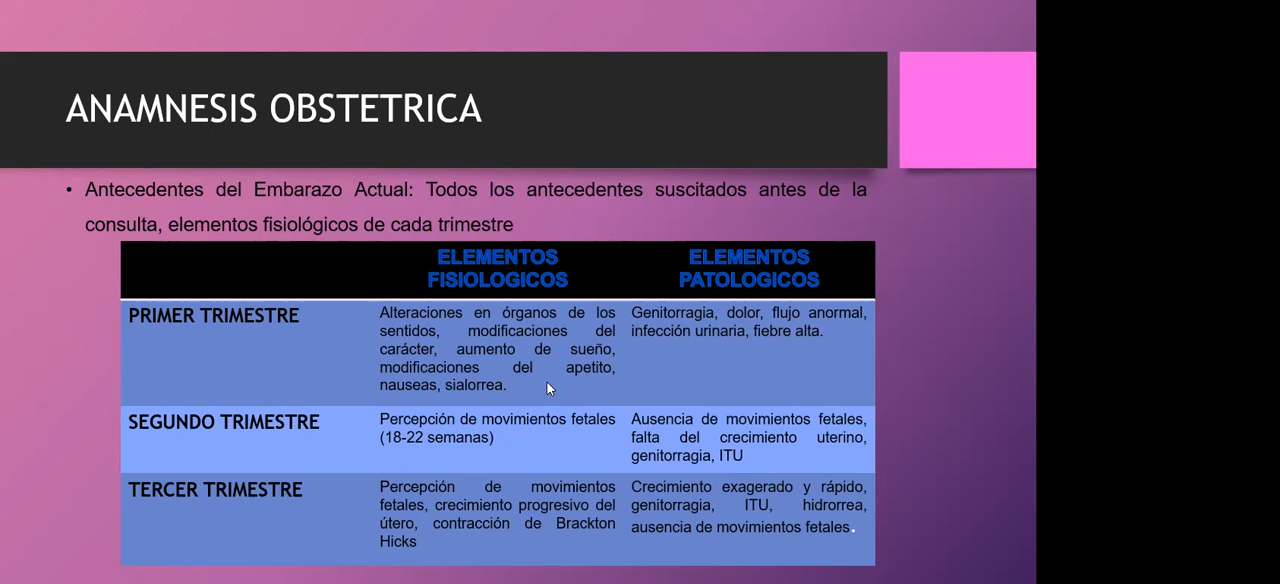 ANAMNESIS OBSTETRICA
• Antecedentes del Embarazo Actual: Todos los antecedentes suscitados antes de la
consulta, elementos fisiológicos de cada trimestre
ELEMENTOS
FISIOLOGICOS
ELEMENTOS
PATOLOGICOS
PRIMER TRIMESTRE
Alteraciones en órganos de los
sentidos, modificaciones del
carácter, aumento de sueño,
modificaciones del apetito,
nauseas, sialorrea.
Genitorragia, dolor, flujo anormal,
infección urinaria, fiebre alta.
SEGUNDO TRIMESTRE
Percepción de movimientos fetales
(18-22 semanas)
Ausencia de movimientos fetales,
falta del crecimiento uterino,
genitorragia, ITU
TERCER TRIMESTRE
Percepción de movimientos
fetales, crecimiento progresivo del
útero, contracción de Brackton
Hicks
Crecimiento exagerado y rápido,
genitorragia, ITU, hidrorrea,
ausencia de movimientos fetales.